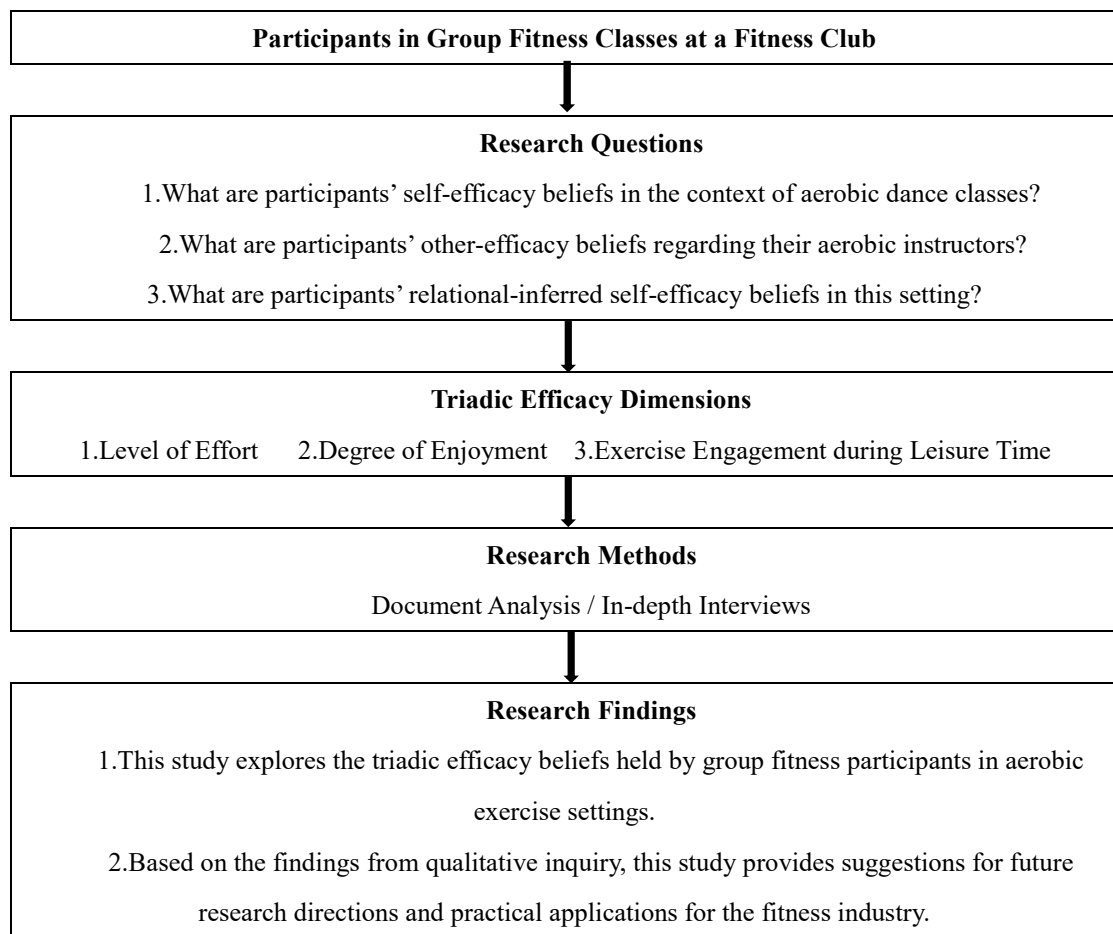 Participants in Group Fitness Classes at a Fitness Club
Research Questions
1.What are participants’ self-efficacy beliefs in the context of aerobic dance classes?
2.What are participants’ other-efficacy beliefs regarding their aerobic instructors?
3.What are participants’ relational-inferred self-efficacy beliefs in this setting?
Triadic Efficacy Dimensions
1.Level of Effort 2.Degree of Enjoyment 3.Exercise Engagement during Leisure Time
Research Methods
Document Analysis / In-depth Interviews
Research Findings
1.This study explores the triadic efficacy beliefs held by group fitness participants in aerobic
exercise settings.
2.Based on the findings from qualitative inquiry, this study provides suggestions for future
research directions and practical applications for the fitness industry.